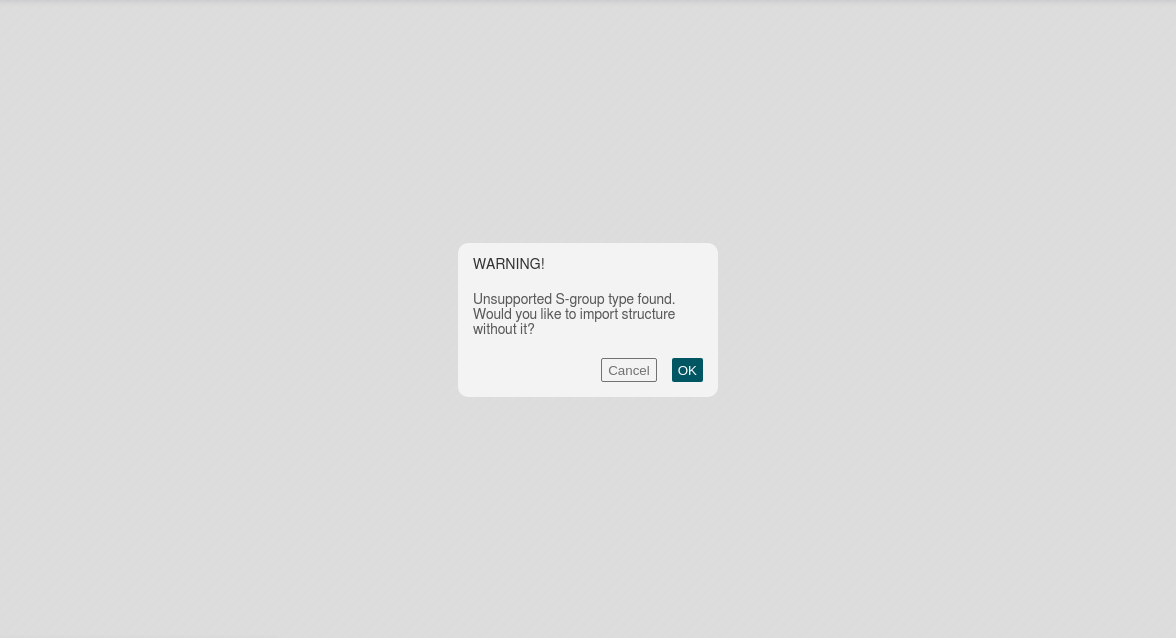 WARNING!
Unsupported S-group type found.
Would you like to import structure
without it?
Cancel
OK